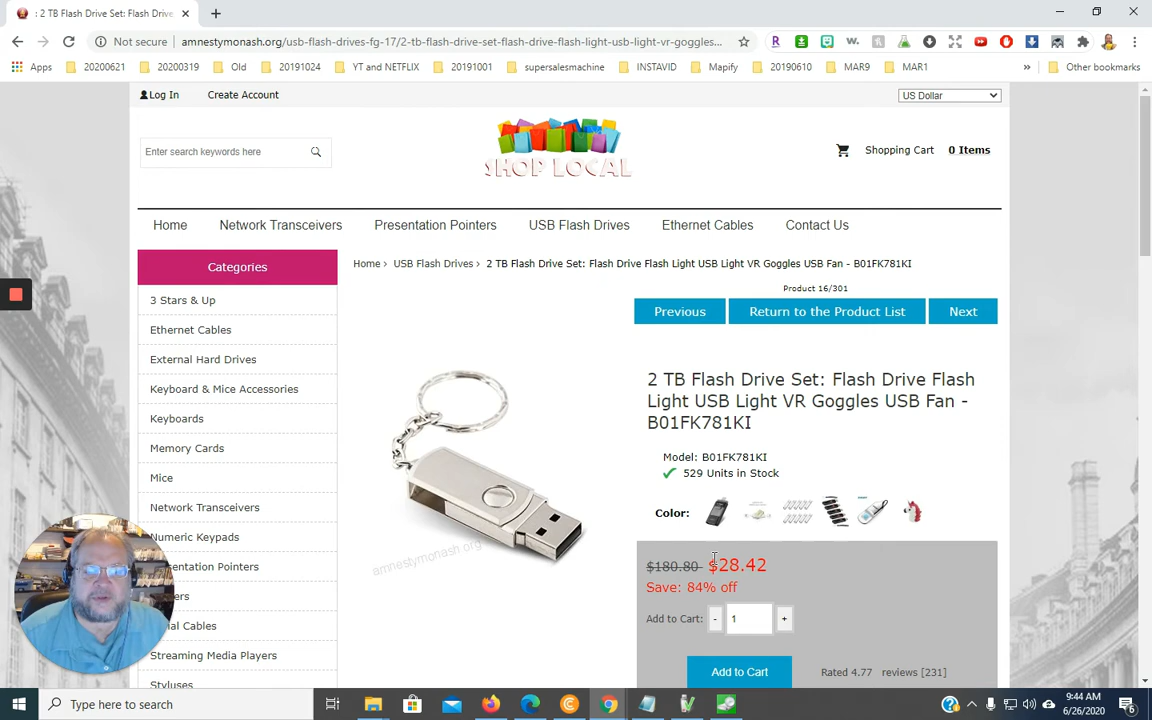 : 2 TB Flash Drive Set: Flash Drive
Not secure | amnestymonash.org/usb-flash-drives-fg-17/2-tb-flash-drive-set-flash-drive-flash-light-usb-light-vr-goggles...
Apps 20200621 20200319 Old 20191024 YT and NETFLIX 20191001 supersalesmachine INSTAVID Mapify 20190610 MAR9 MAR1 » Other bookmarks
Log In Create Account US Dollar
SHOP LOCAL
Enter search keywords here Shopping Cart 0 Items
Home Network Transceivers Presentation Pointers USB Flash Drives Ethernet Cables Contact Us
Categories
3 Stars & Up
Ethernet Cables
External Hard Drives
Keyboard & Mice Accessories
Keyboards
Memory Cards
Mice
Network Transceivers
Numeric Keypads
Streaming Media Players
Styluses
Home › USB Flash Drives › 2 TB Flash Drive Set: Flash Drive Flash Light USB Light VR Goggles USB Fan - B01FK781KI
Product 16/301
Previous Return to the Product List Next
amnestymonash.org
2 TB Flash Drive Set: Flash Drive Flash
Light USB Light VR Goggles USB Fan -
B01FK781KI
Model: B01FK781KI
529 Units in Stock
Color:
$180.80 $28.42
Save: 84% off
Add to Cart: - 1 +
Add to Cart Rated 4.77 reviews [231]
Type here to search
9:44 AM
6/26/2020
6